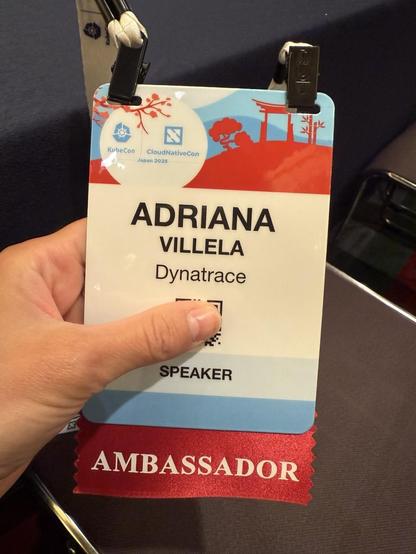 KubeCon
CloudNativeCon
Japan 2025
ADRIANA
VILLELA
Dynatrace
SPEAKER
AMBASSADOR